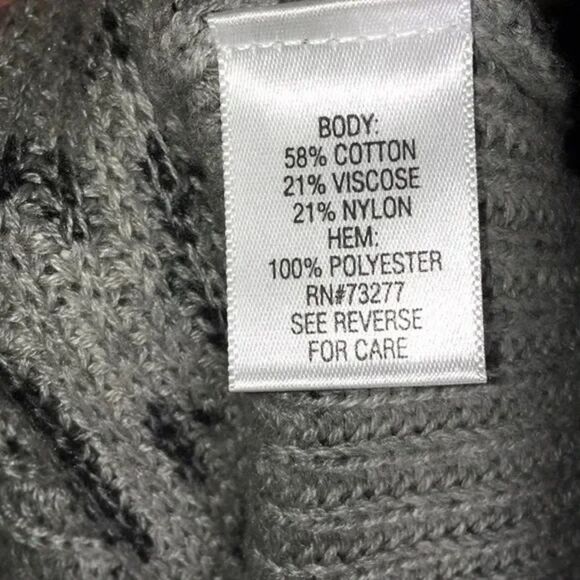 BODY:
58% COTTON
21% VISCOSE
21% NYLON
HEM:
100% POLYESTER
RN#73277
SEE REVERSE
FOR CARE